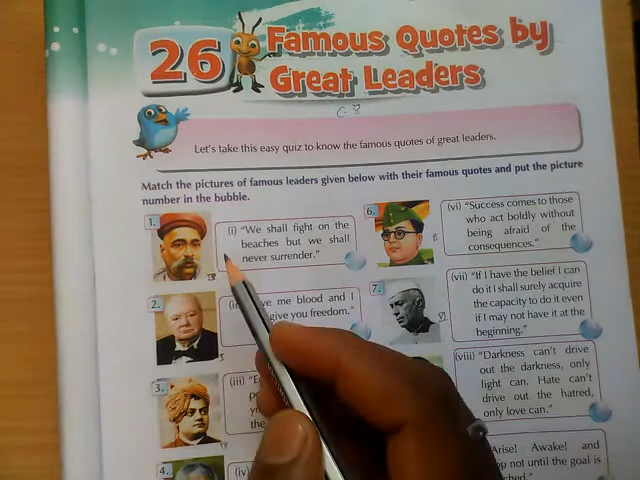 26
Famous Quotes by
Great Leaders
C-8
Let's take this easy quiz to know the famous quotes of great leaders.
Match the pictures of famous leaders given below with their famous quotes and put the picture
number in the bubble.
1.
(i) "We shall fight on the
beaches but we shall
never surrender."
2.
me blood and I
give you freedom."
3.
(iii)
4.
(iv)
6.
(vi) "Success comes to those
who act boldly without
being afraid of the
consequences."
7.
(vii) "If I have the belief I can
do it I shall surely acquire
the capacity to do it even
if I may not have it at the
beginning."
(viii) "Darkness can't drive
out the darkness, only
light can. Hate can't
drive out the hatred,
only love can."
Arise! Awake! and
not until the goal is